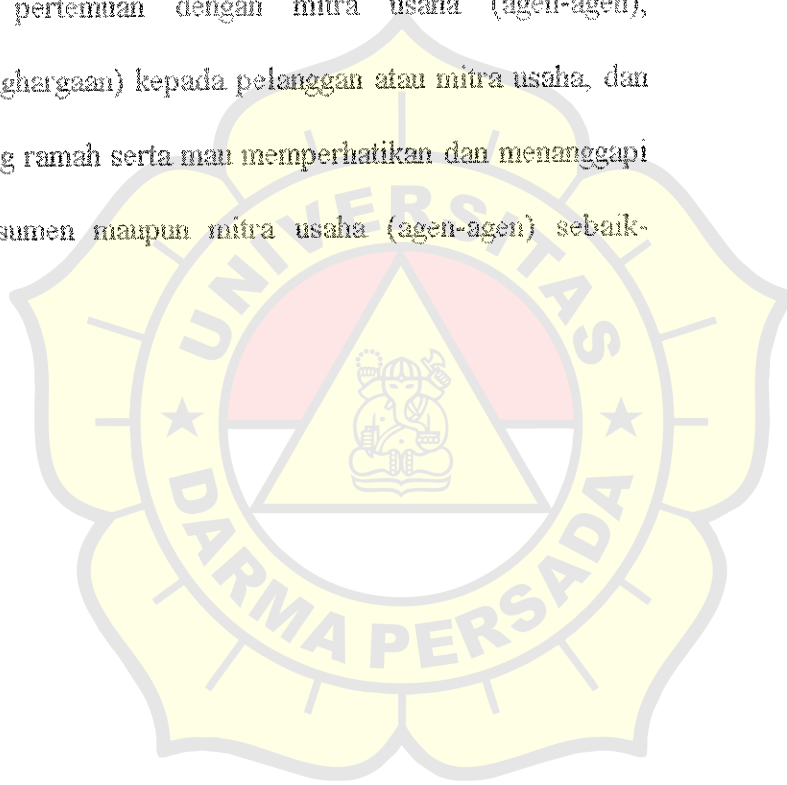 pertemuan dengan mitra usaha (agen-agen),
ghargaan) kepada pelanggan atau mitra usaha, dan
g ramah serta mau memperhatikan dan menanggapi
sumen maupun mitra usaha (agen-agen) sebaik-
UNIVERSITAS
DARMA PERSADA